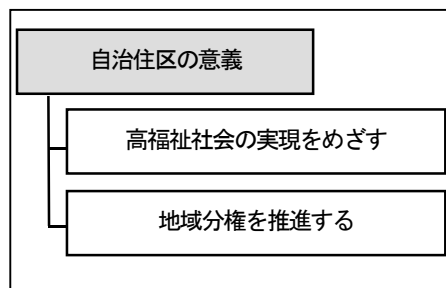 自治住区の意義
高福祉社会の実現をめざす
地域分権を推進する